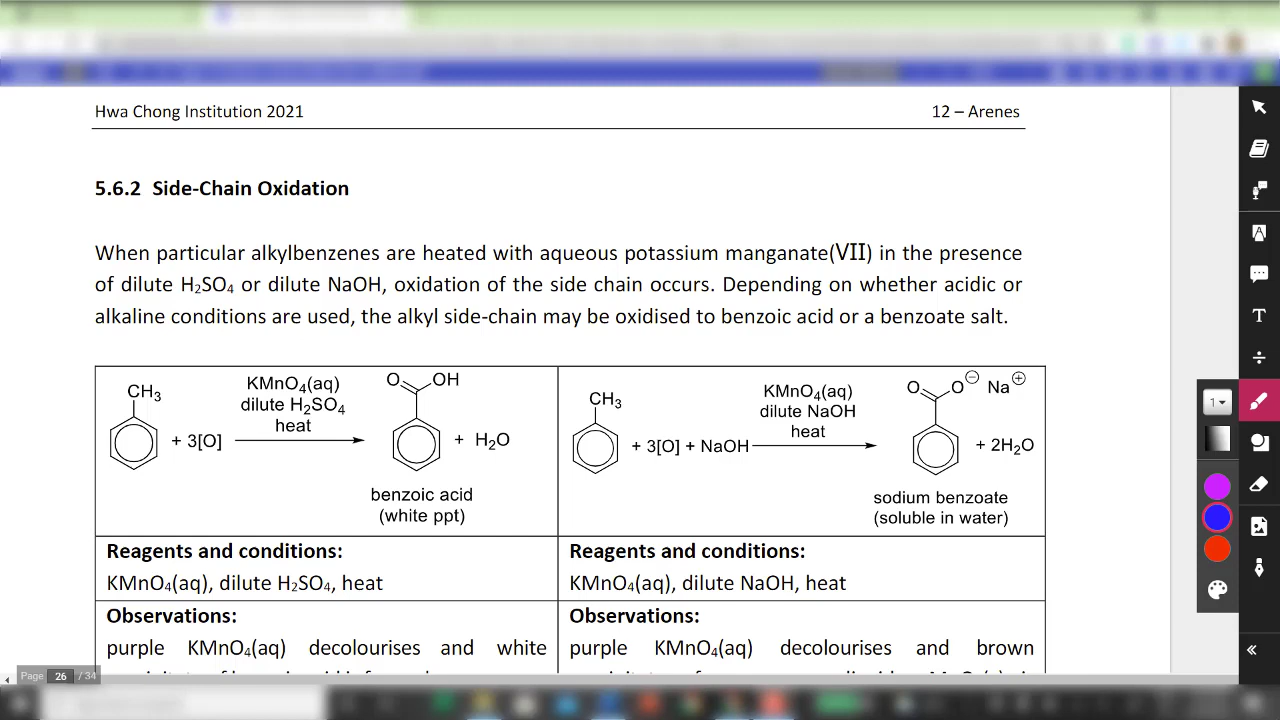 Hwa Chong Institution 2021 12 – Arenes
5.6.2 Side-Chain Oxidation
When particular alkylbenzenes are heated with aqueous potassium manganate(VII) in the presence
of dilute H₂SO₄ or dilute NaOH, oxidation of the side chain occurs. Depending on whether acidic or
alkaline conditions are used, the alkyl side-chain may be oxidised to benzoic acid or a benzoate salt.
CH₃
+ 3[O]
KMnO₄(aq)
dilute H₂SO₄
heat
O OH
+ H₂O
benzoic acid
(white ppt)
CH₃
+ 3[O] + NaOH
KMnO₄(aq)
dilute NaOH
heat
O O⊖ Na⊕
+ 2H₂O
sodium benzoate
(soluble in water)
Reagents and conditions:
KMnO₄(aq), dilute H₂SO₄, heat
Reagents and conditions:
KMnO₄(aq), dilute NaOH, heat
Observations:
purple KMnO₄(aq) decolourises and white
Observations:
purple KMnO₄(aq) decolourises and brown
Page 26 / 34
1
T